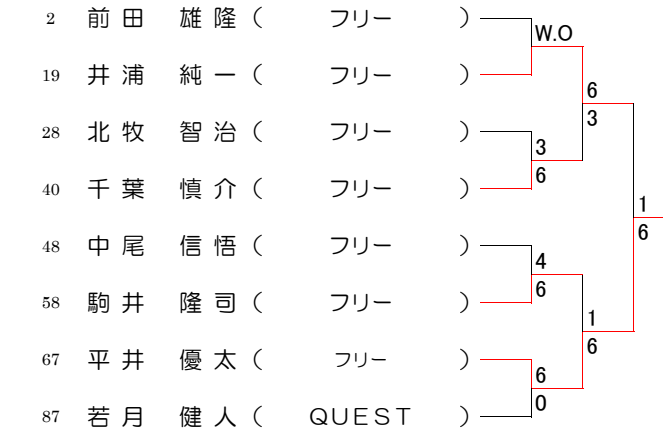 2 前田 雄隆 ( フリー )
W.O
19 井浦 純一 ( フリー )
6
3
28 北牧 智治 ( フリー )
3
6
40 千葉 慎介 ( フリー )
1
6
48 中尾 信悟 ( フリー )
4
6
58 駒井 隆司 ( フリー )
1
6
67 平井 優太 ( フリー )
6
0
87 若月 健人 ( QUEST )